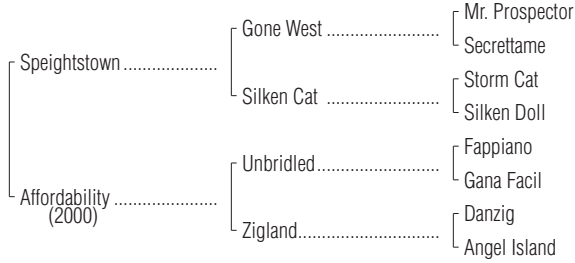 Mr. Prospector
Gone West ........................
Secrettame
Speightstown ....................
Storm Cat
Silken Cat ........................
Silken Doll
Fappiano
Unbridled..........................
Gana Facil
Affordability ......................
(2000)
Danzig
Zigland..............................
Angel Island